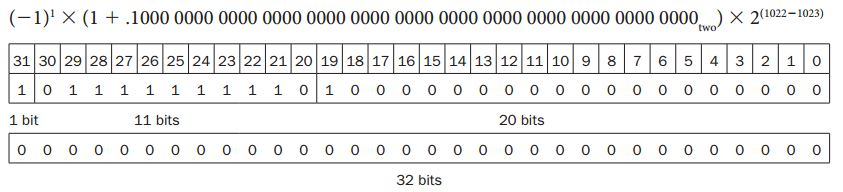 (−1)¹ × (1 + .1000 0000 0000 0000 0000 0000 0000 0000 0000 0000 0000 0000 0000two) × 2(1022−1023)
31 30 29 28 27 26 25 24 23 22 21 20 19 18 17 16 15 14 13 12 11 10 9 8 7 6 5 4 3 2 1 0
1 0 1 1 1 1 1 1 1 1 1 0 1 0 0 0 0 0 0 0 0 0 0 0 0 0 0 0 0 0 0 0
1 bit 11 bits 20 bits
0 0 0 0 0 0 0 0 0 0 0 0 0 0 0 0 0 0 0 0 0 0 0 0 0 0 0 0 0 0 0 0
32 bits